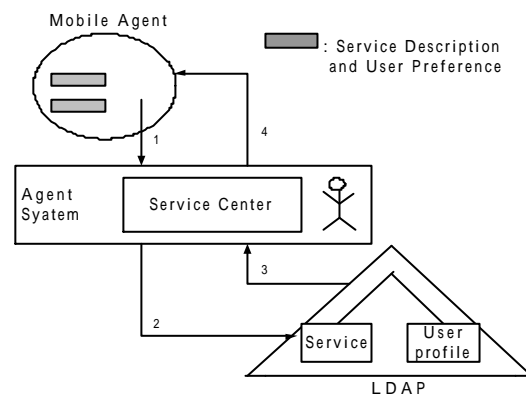 Mobile Agent
: Service Description
and User Preference
1
4
Agent
Syatem
Service Center
3
2
Service
User
profile
LDAP